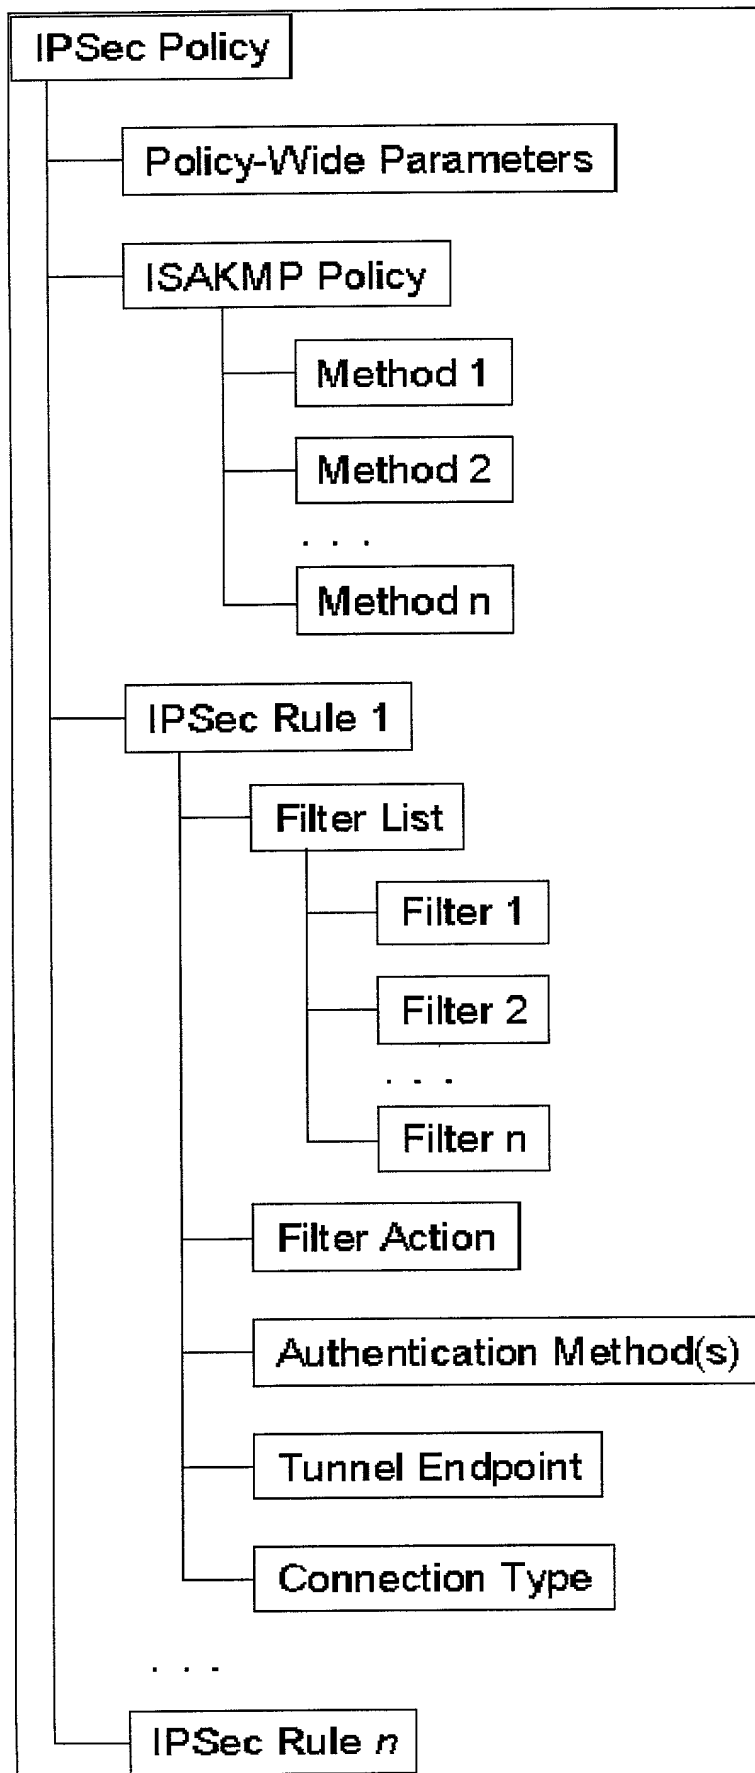 IPSec Policy
Policy-Wide Parameters
ISAKMP Policy
Method 1
Method 2
. . .
Method n
IPSec Rule 1
Filter List
Filter 1
Filter 2
. . .
Filter n
Filter Action
Authentication Method(s)
Tunnel Endpoint
Connection Type
. . .
IPSec Rule n